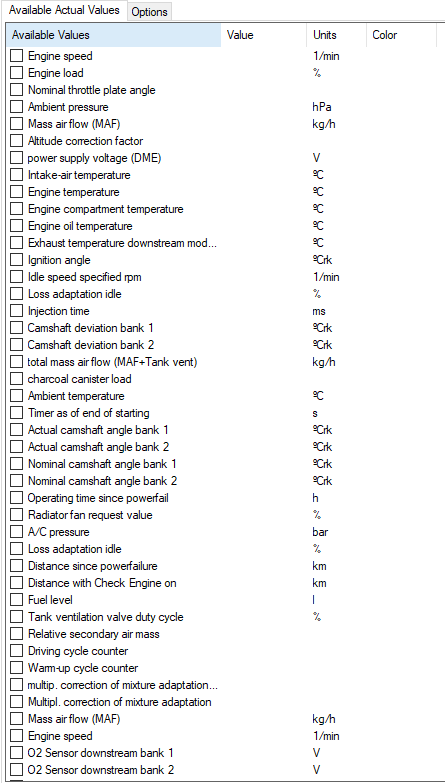 Available Actual Values Options
Available Values Value Units Color
Engine speed 1/min
Engine load %
Nominal throttle plate angle
Ambient pressure hPa
Mass air flow (MAF) kg/h
Altitude correction factor
power supply voltage (DME) V
Intake-air temperature ºC
Engine temperature ºC
Engine compartment temperature ºC
Engine oil temperature ºC
Exhaust temperature downstream mod... ºC
Ignition angle ºCrk
Idle speed specified rpm 1/min
Loss adaptation idle %
Injection time ms
Camshaft deviation bank 1 ºCrk
Camshaft deviation bank 2 ºCrk
total mass air flow (MAF+Tank vent) kg/h
charcoal canister load
Ambient temperature ºC
Timer as of end of starting s
Actual camshaft angle bank 1 ºCrk
Actual camshaft angle bank 2 ºCrk
Nominal camshaft angle bank 1 ºCrk
Nominal camshaft angle bank 2 ºCrk
Operating time since powerfail h
Radiator fan request value %
A/C pressure bar
Loss adaptation idle %
Distance since powerfailure km
Distance with Check Engine on km
Fuel level l
Tank ventilation valve duty cycle %
Relative secondary air mass
Driving cycle counter
Warm-up cycle counter
multip. correction of mixture adaptation...
Multipl. correction of mixture adaptation
Mass air flow (MAF) kg/h
Engine speed 1/min
O2 Sensor downstream bank 1 V
O2 Sensor downstream bank 2 V